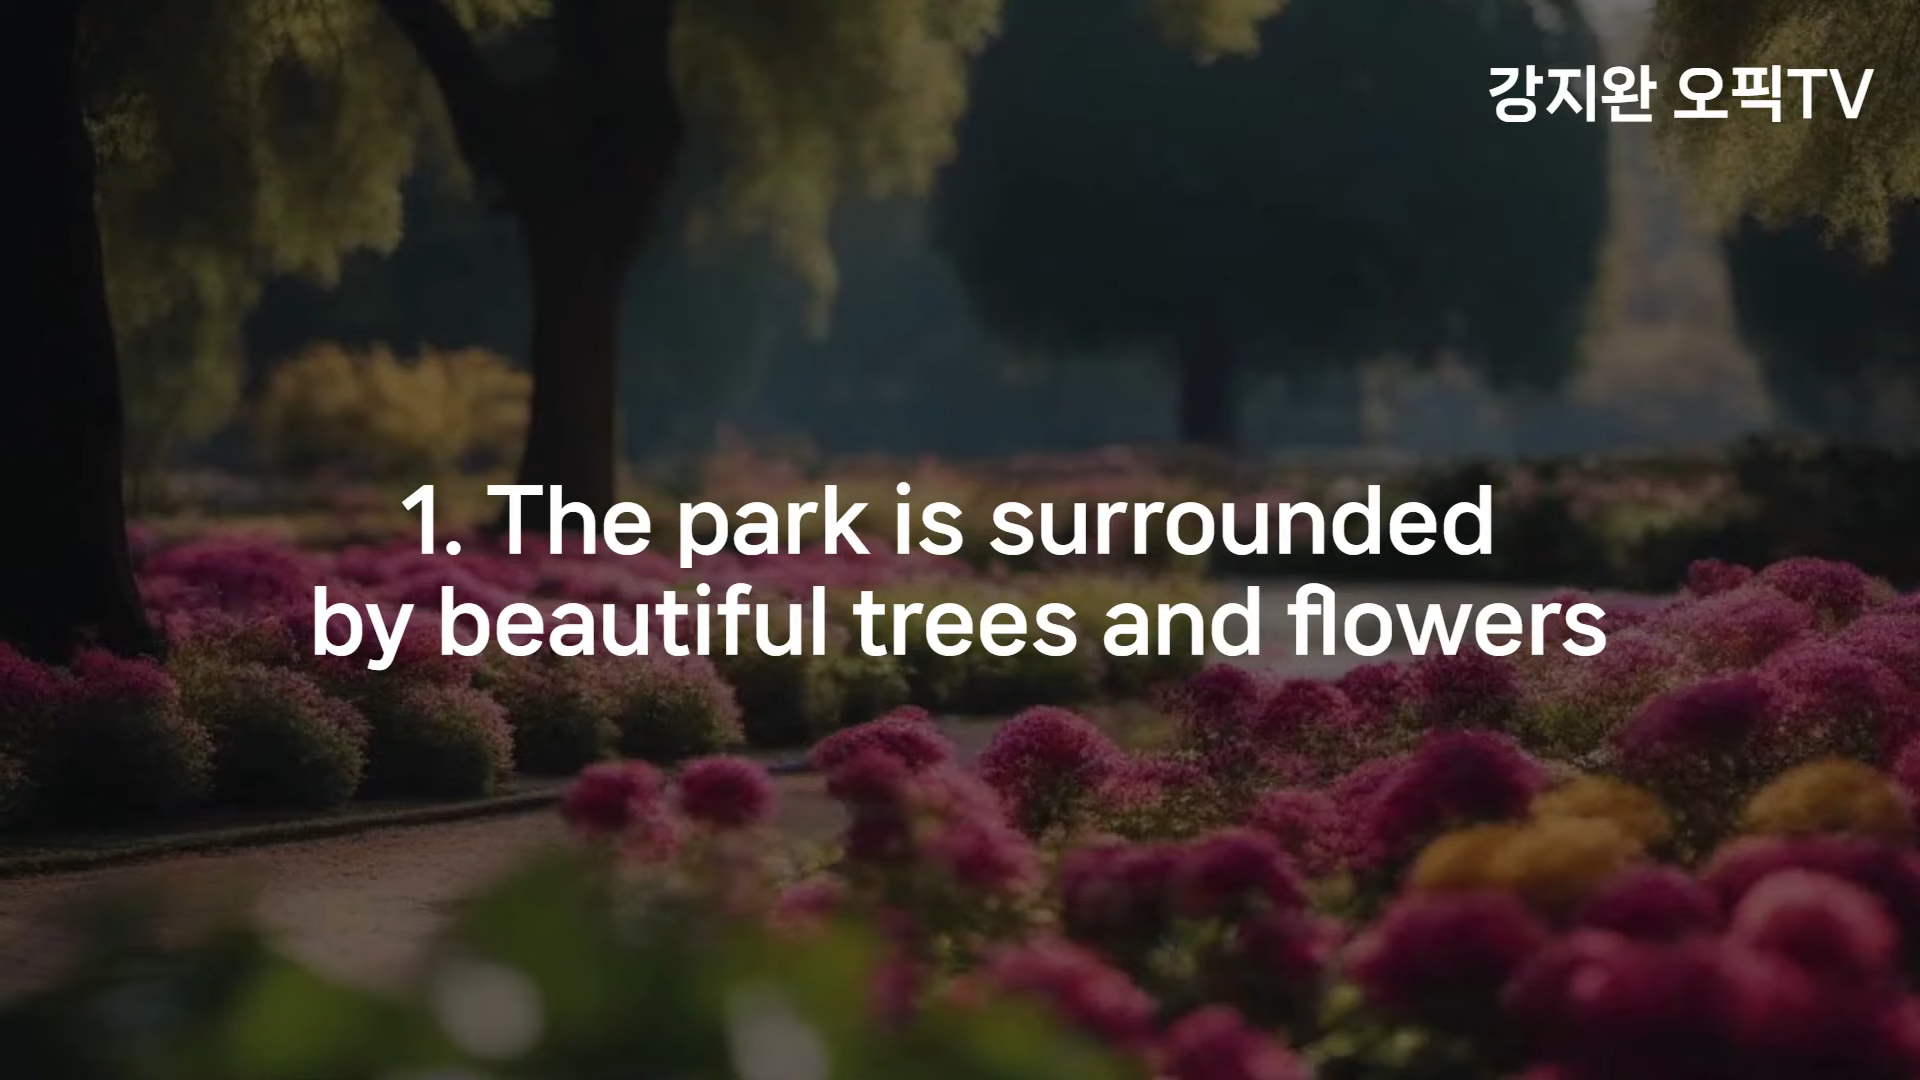 강지완 오픽TV
1. The park is surrounded
by beautiful trees and flowers